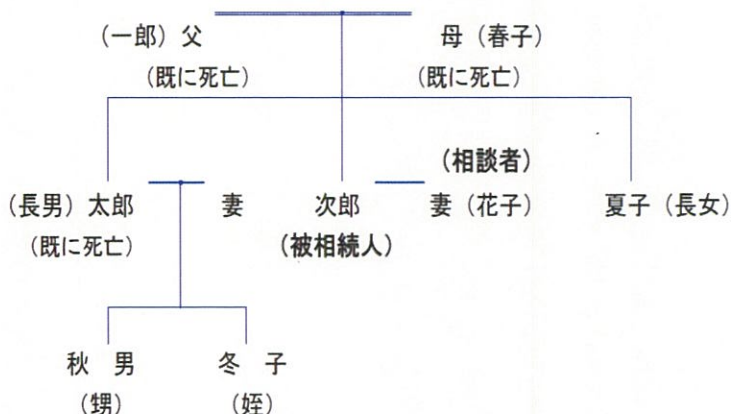 （一郎）父　母（春子）
（既に死亡）　（既に死亡）
（相談者）
（長男）太郎　妻　次郎　妻（花子）　夏子（長女）
（既に死亡）　（被相続人）
秋　男　冬　子
（甥）　（姪）